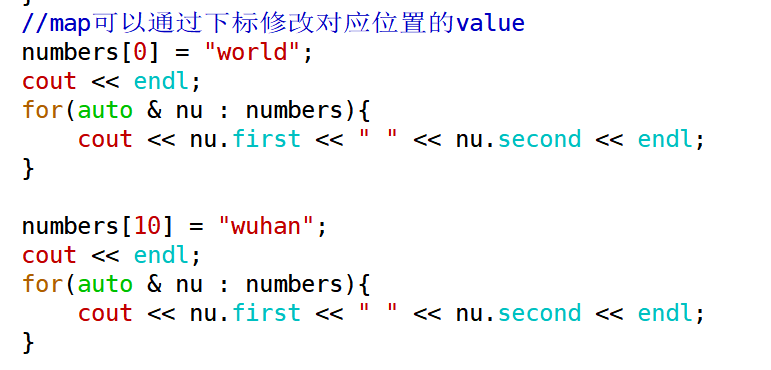 //map可以通过下标修改对应位置的value
numbers[0] = "world";
cout << endl;
for(auto & nu : numbers){
    cout << nu.first << " " << nu.second << endl;
}
numbers[10] = "wuhan";
cout << endl;
for(auto & nu : numbers){
    cout << nu.first << " " << nu.second << endl;
}